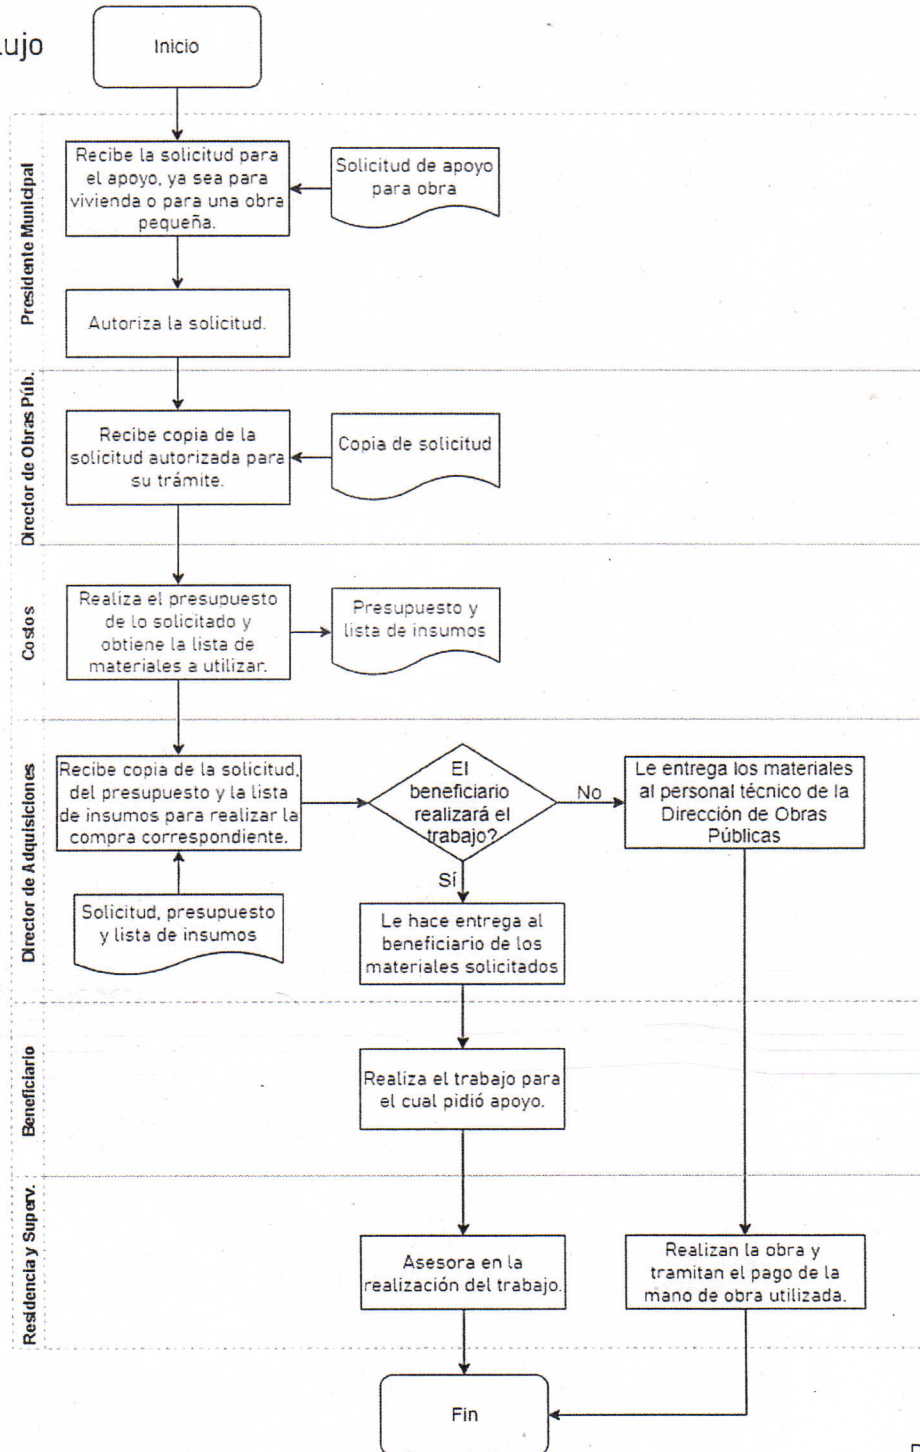 Inicio
Presidente Municipal
Recibe la solicitud para
el apoyo, ya sea para
vivienda o para una obra
pequeña.
Solicitud de apoyo
para obra
Autoriza la solicitud.
Director de Obras Púb.
Recibe copia de la
solicitud autorizada para
su trámite.
Copia de solicitud
Costos
Realiza el presupuesto
de lo solicitado y
obtiene la lista de
materiales a utilizar.
Presupuesto y
lista de insumos
Director de Adquisiciones
Recibe copia de la solicitud,
del presupuesto y la lista
de insumos para realizar la
compra correspondiente.
Solicitud, presupuesto
y lista de insumos
El
beneficiario
realizará el
trabajo?
No
Le entrega los materiales
al personal técnico de la
Dirección de Obras
Públicas
Sí
Le hace entrega al
beneficiario de los
materiales solicitados
Beneficiario
Realiza el trabajo para
el cual pidió apoyo.
Residencia y Superv.
Asesora en la
realización del trabajo.
Realizan la obra y
tramitan el pago de la
mano de obra utilizada.
Fin